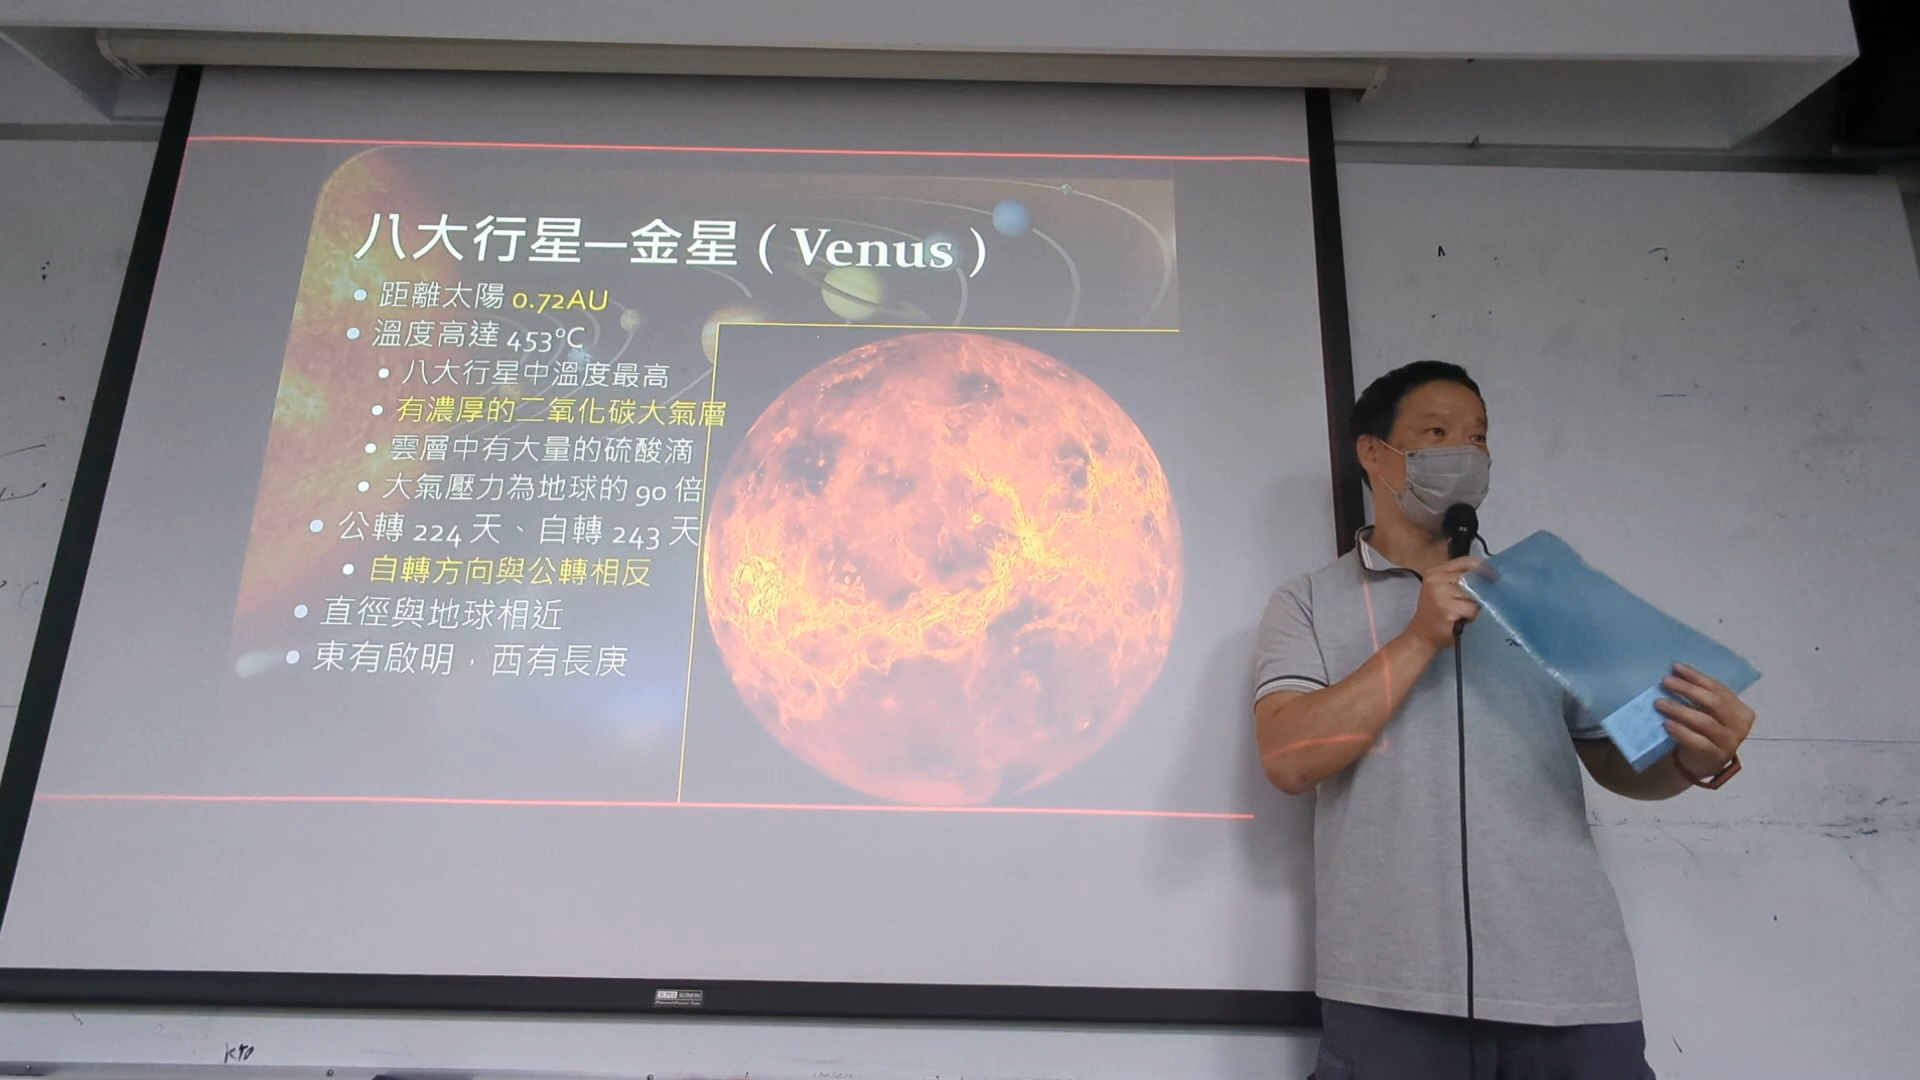 八大行星—金星 ( Venus )
• 距離太陽 0.72AU
• 溫度高達 453°C
• 八大行星中溫度最高
• 有濃厚的二氧化碳大氣層
• 雲層中有大量的硫酸滴
• 大氣壓力為地球的 90 倍
• 公轉 224 天、自轉 243 天
• 自轉方向與公轉相反
• 直徑與地球相近
• 東有啟明，西有長庚